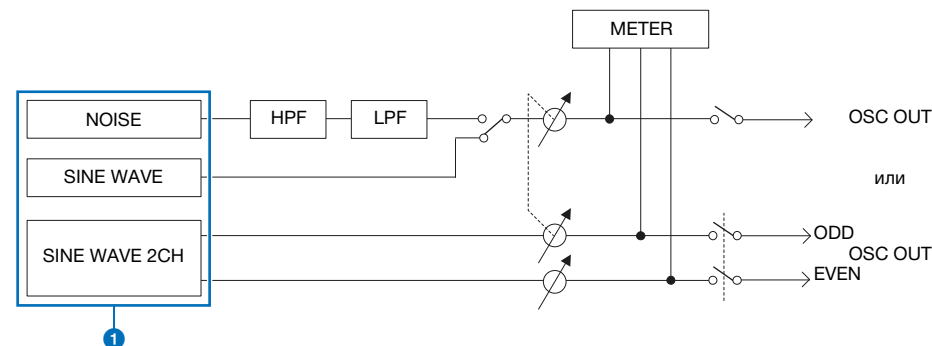 METER
NOISE
HPF
LPF
OSC OUT
SINE WAVE
или
SINE WAVE 2CH
ODD
OSC OUT
EVEN
1